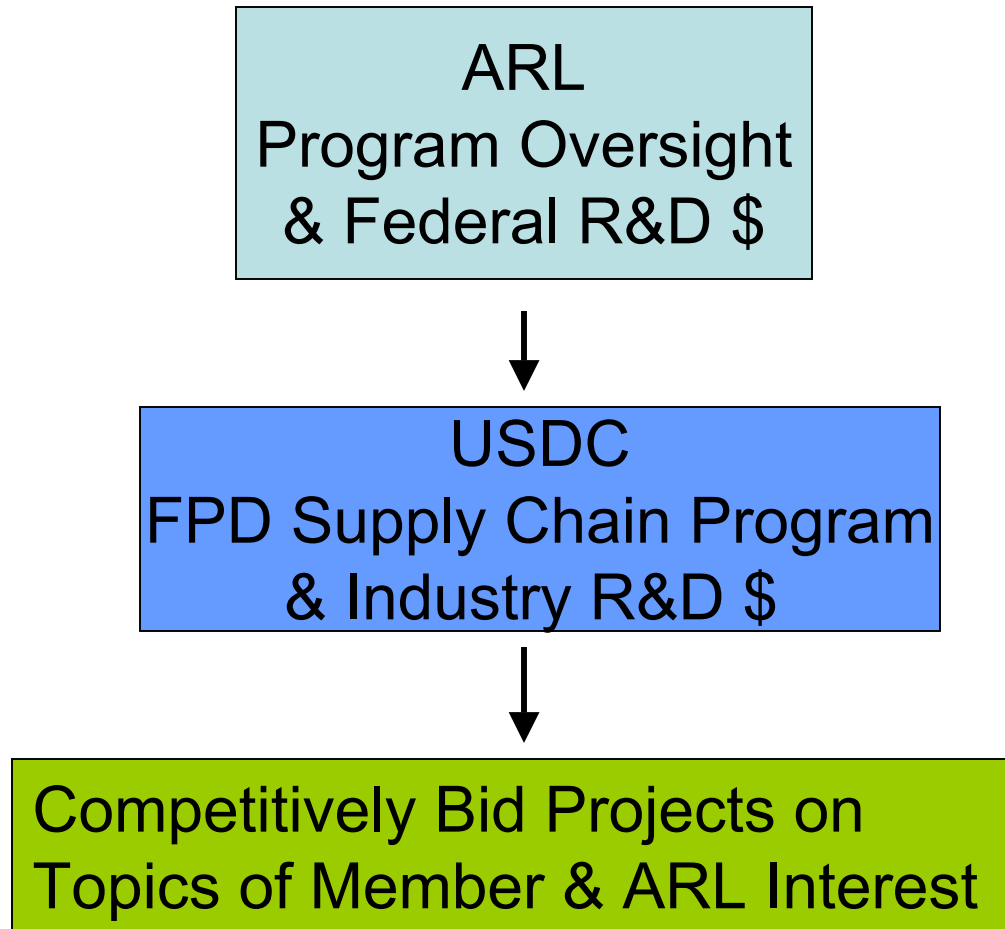 ARL
Program Oversight
& Federal R&D $
USDC
FPD Supply Chain Program
& Industry R&D $
Competitively Bid Projects on
Topics of Member & ARL Interest